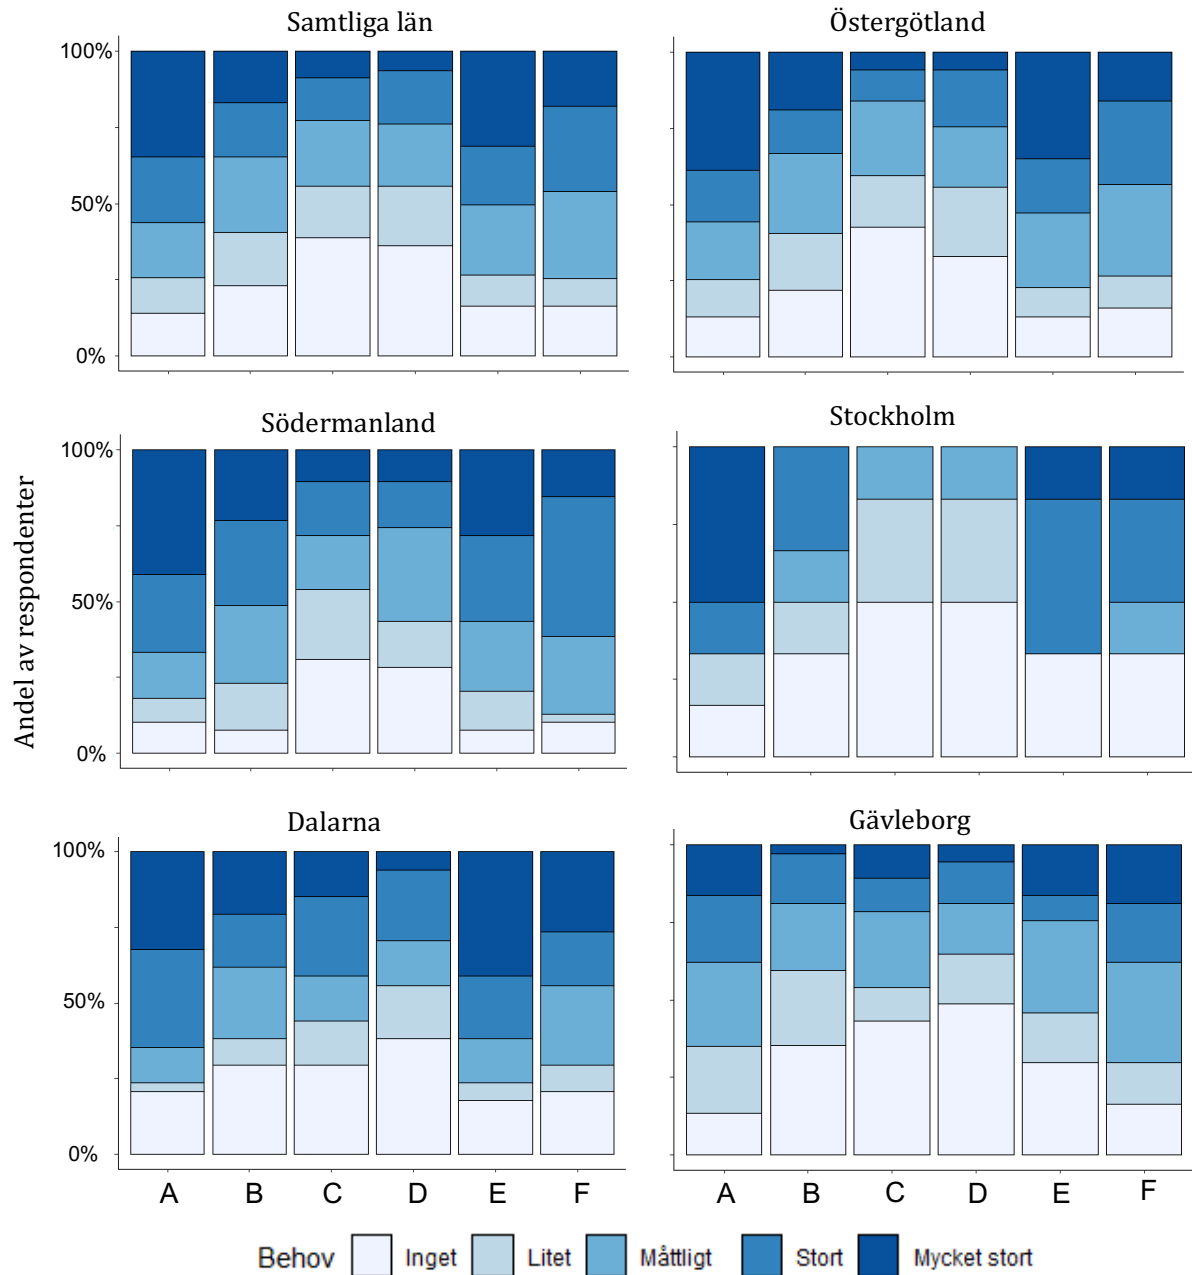 Samtliga län
Östergötland
100%
50%
0%
Södermanland
Stockholm
100%
50%
0%
Andel av respondenter
Dalarna
Gävleborg
100%
50%
0%
A B C D E F
A B C D E F
Behov Inget Litet Måttligt Stort Mycket stort